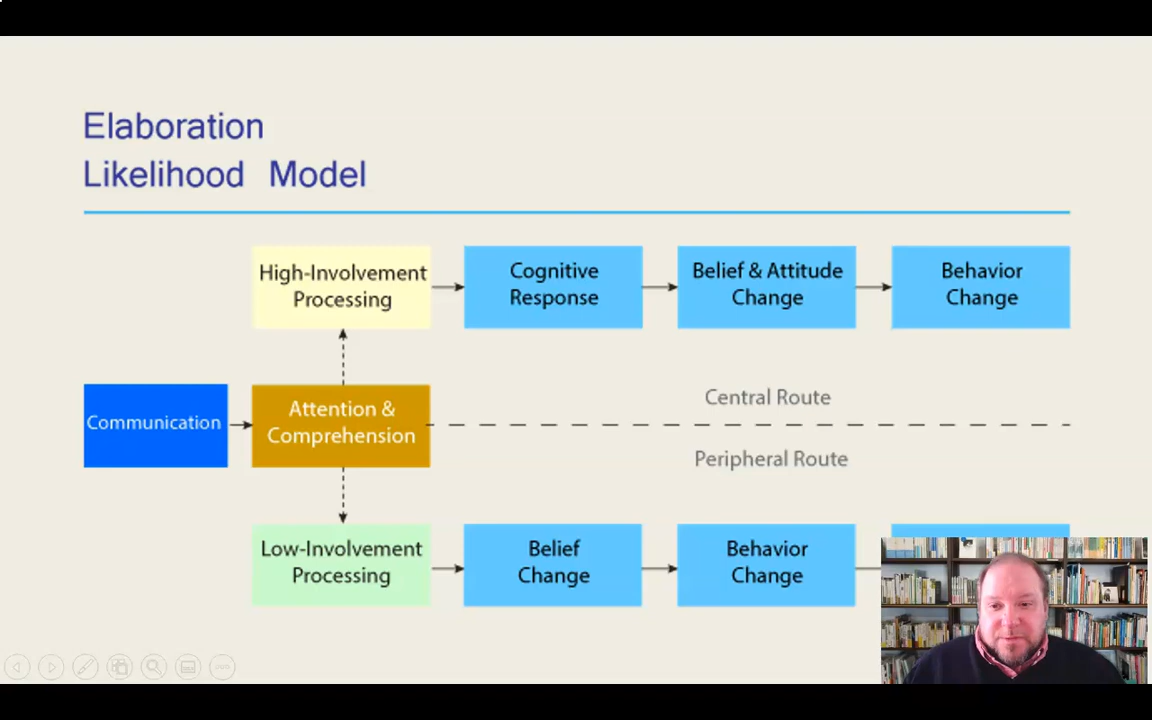 Elaboration
Likelihood Model
High-Involvement
Processing
Cognitive
Response
Belief & Attitude
Change
Behavior
Change
Communication
Attention &
Comprehension
Central Route
Peripheral Route
Low-Involvement
Processing
Belief
Change
Behavior
Change